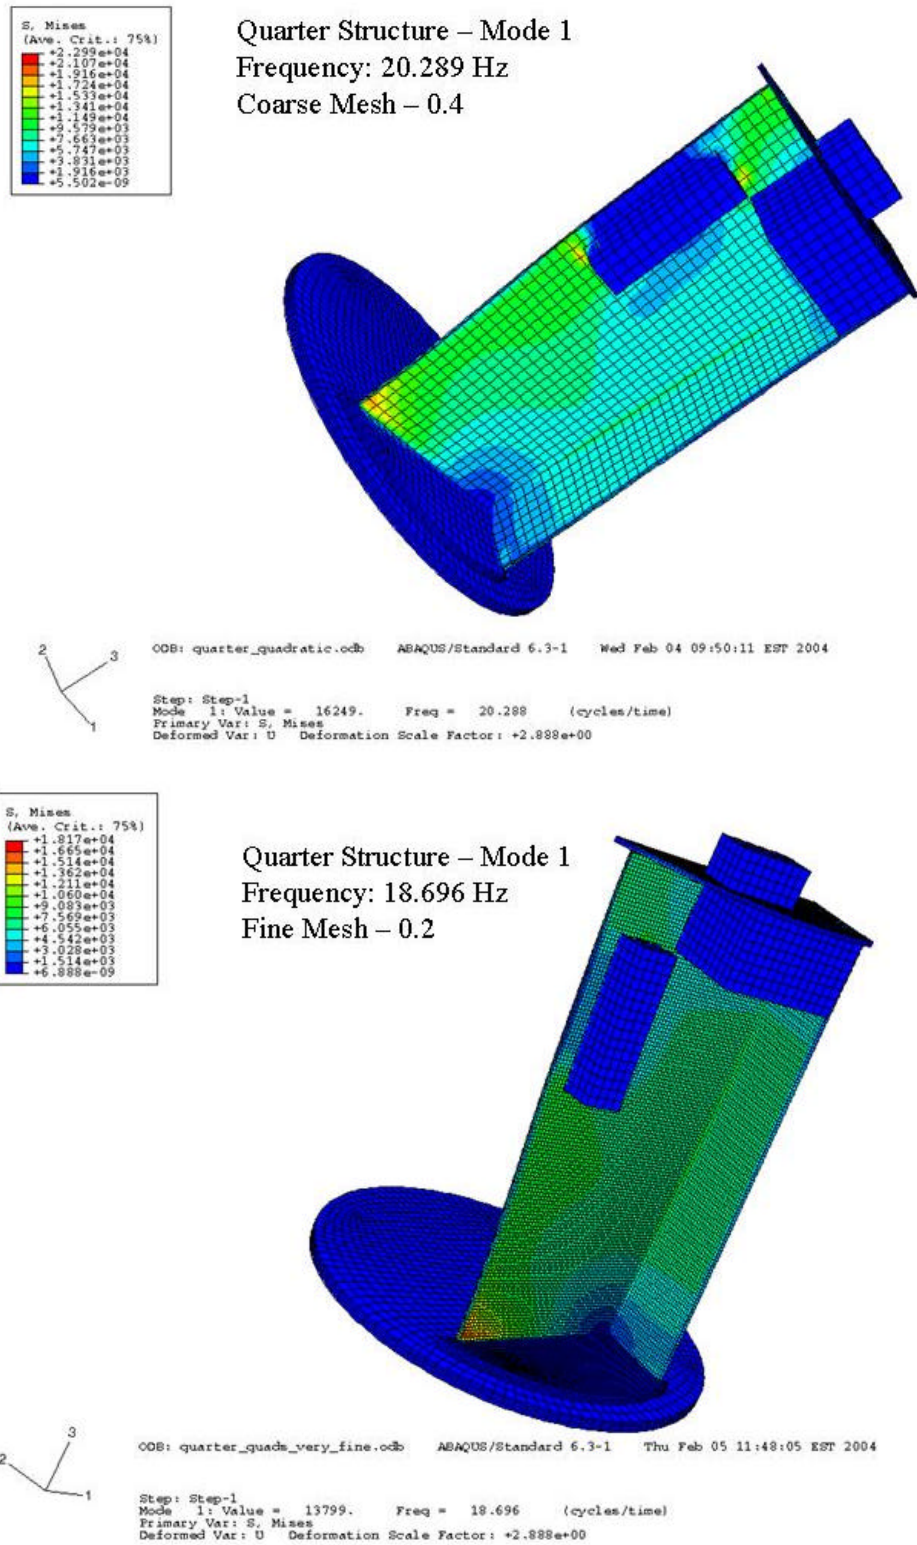 S, Mises
(Ave. Crit.: 75%)
+2.299e+04
+2.107e+04
+1.916e+04
+1.724e+04
+1.533e+04
+1.341e+04
+1.149e+04
+9.579e+03
+7.663e+03
+5.747e+03
+3.831e+03
+1.916e+03
+5.502e-09
Quarter Structure – Mode 1
Frequency: 20.289 Hz
Coarse Mesh – 0.4
2
3
1
ODB: quarter_quadratic.odb ABAQUS/Standard 6.3-1 Wed Feb 04 09:50:11 EST 2004
Step: Step-1
Mode 1: Value = 16249. Freq = 20.288 (cycles/time)
Primary Var: S, Mises
Deformed Var: U Deformation Scale Factor: +2.888e+00
S, Mises
(Ave. Crit.: 75%)
+1.817e+04
+1.665e+04
+1.514e+04
+1.362e+04
+1.211e+04
+1.060e+04
+9.083e+03
+7.569e+03
+6.055e+03
+4.542e+03
+3.028e+03
+1.514e+03
+6.888e-09
Quarter Structure – Mode 1
Frequency: 18.696 Hz
Fine Mesh – 0.2
3
2
1
ODB: quarter_quads_very_fine.odb ABAQUS/Standard 6.3-1 Thu Feb 05 11:48:05 EST 2004
Step: Step-1
Mode 1: Value = 13799. Freq = 18.696 (cycles/time)
Primary Var: S, Mises
Deformed Var: U Deformation Scale Factor: +2.888e+00